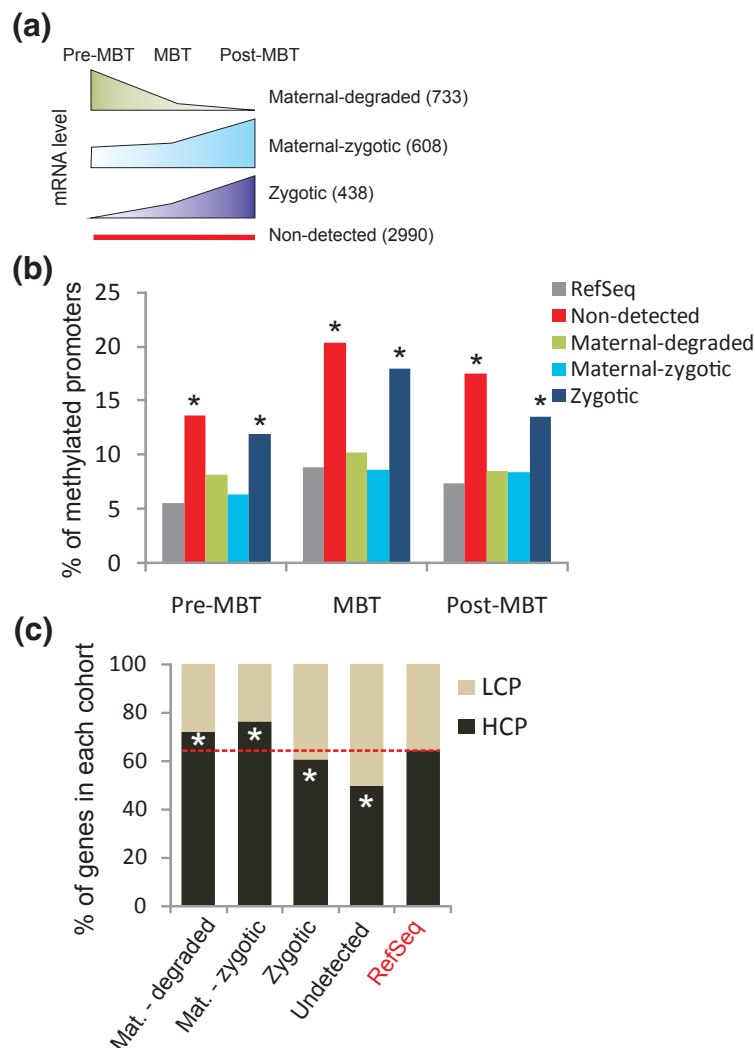 (a)
Pre-MBT MBT Post-MBT
mRNA level
Maternal-degraded (733)
Maternal-zygotic (608)
Zygotic (438)
Non-detected (2990)
(b)
% of methylated promoters
25
20
15
10
5
0
RefSeq
Non-detected
Maternal-degraded
Maternal-zygotic
Zygotic
* * * * * *
Pre-MBT MBT Post-MBT
(c)
% of genes in each cohort
100
80
60
40
20
0
LCP
HCP
* * * *
Mat. - degraded
Mat. - zygotic
Zygotic
Undetected
RefSeq